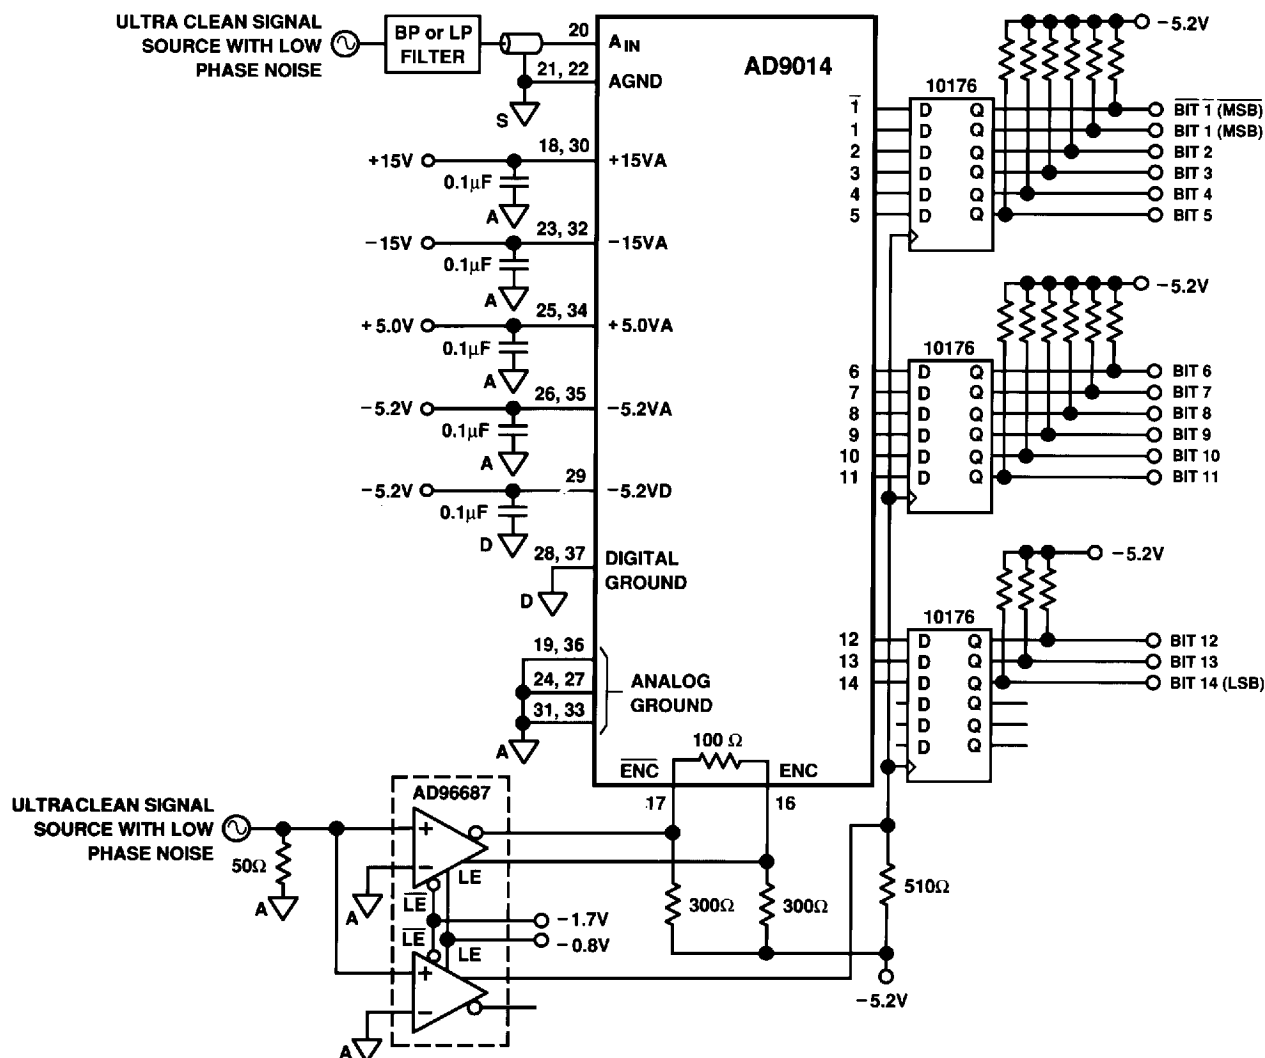 ULTRA CLEAN SIGNAL
SOURCE WITH LOW
PHASE NOISE
BP or LP
FILTER
20
A_IN
21, 22
AGND
S
AD9014
+15V
18, 30
+15VA
0.1µF
A
−15V
23, 32
−15VA
0.1µF
A
+5.0V
25, 34
+5.0VA
0.1µF
A
−5.2V
26, 35
−5.2VA
0.1µF
A
−5.2V
29
−5.2VD
0.1µF
D
28, 37
DIGITAL
GROUND
D
19, 36
24, 27
31, 33
ANALOG
GROUND
A
−5.2V
10176
1̅ D Q B̅I̅T̅ ̅1̅ (M̅S̅B̅)
1 D Q BIT 1 (MSB)
2 D Q BIT 2
3 D Q BIT 3
4 D Q BIT 4
5 D Q BIT 5
−5.2V
10176
6 D Q BIT 6
7 D Q BIT 7
8 D Q BIT 8
9 D Q BIT 9
10 D Q BIT 10
11 D Q BIT 11
−5.2V
10176
12 D Q BIT 12
13 D Q BIT 13
14 D Q BIT 14 (LSB)
D Q
D Q
D Q
100 Ω
E̅N̅C̅
ENC
17
16
ULTRACLEAN SIGNAL
SOURCE WITH LOW
PHASE NOISE
50Ω
A
AD96687
+
−
A
L̅E̅
LE
−1.7V
−0.8V
L̅E̅
LE
+
−
A
300Ω
300Ω
510Ω
−5.2V